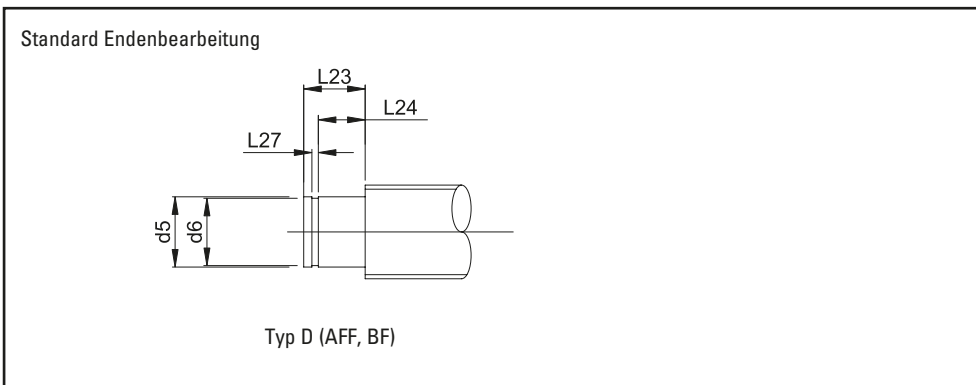 Standard Endenbearbeitung
L23
L24
L27
d5
d6
Typ D (AFF, BF)